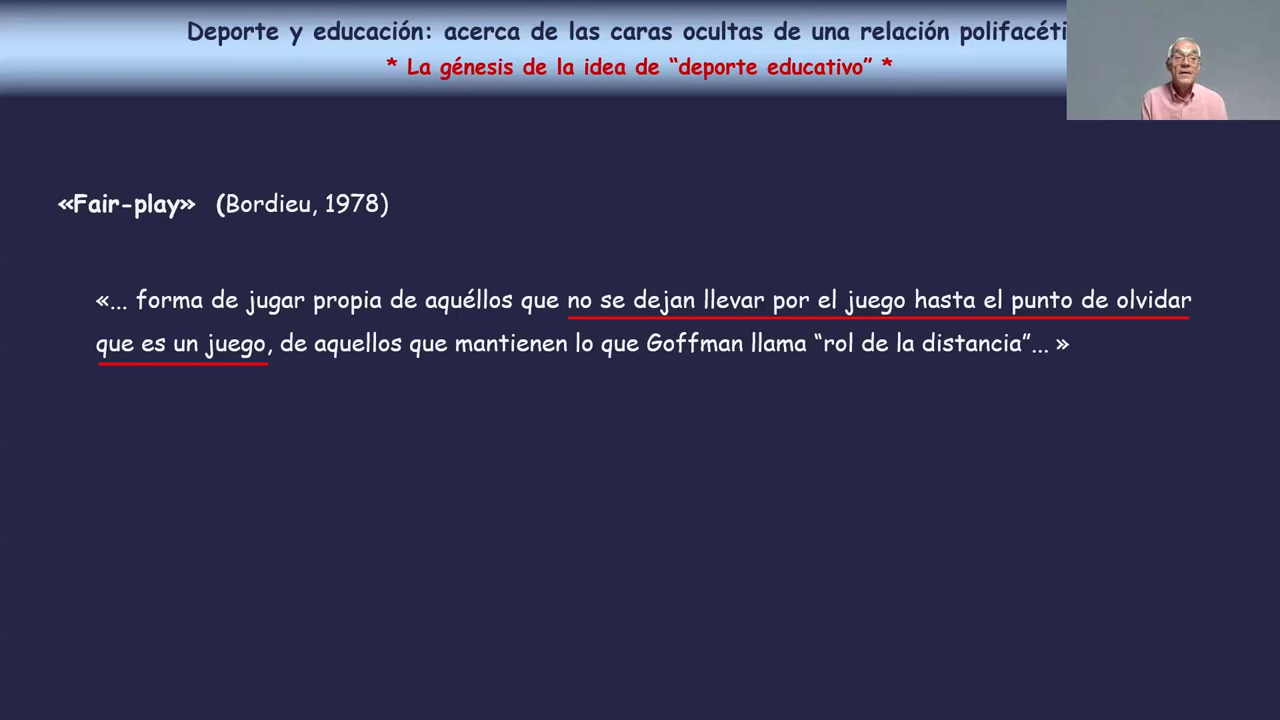 Deporte y educación: acerca de las caras ocultas de una relación polifacéti
* La génesis de la idea de “deporte educativo” *
«Fair-play» (Bordieu, 1978)
«... forma de jugar propia de aquéllos que no se dejan llevar por el juego hasta el punto de olvidar
que es un juego, de aquellos que mantienen lo que Goffman llama “rol de la distancia”... »